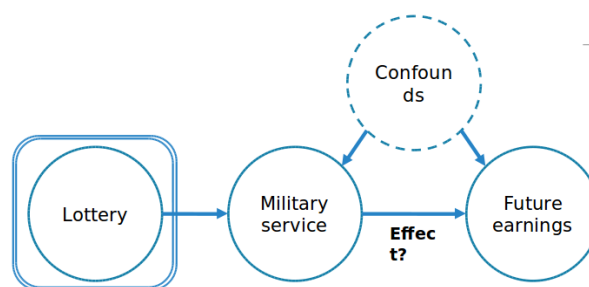 Confoun
ds
Lottery
Military
service
Effec
t?
Future
earnings